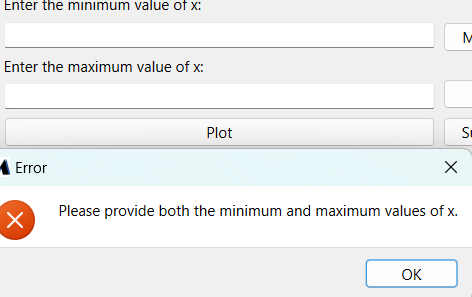 Enter the minimum value of x:
M
Enter the maximum value of x:
Plot
Su
Error
Please provide both the minimum and maximum values of x.
OK